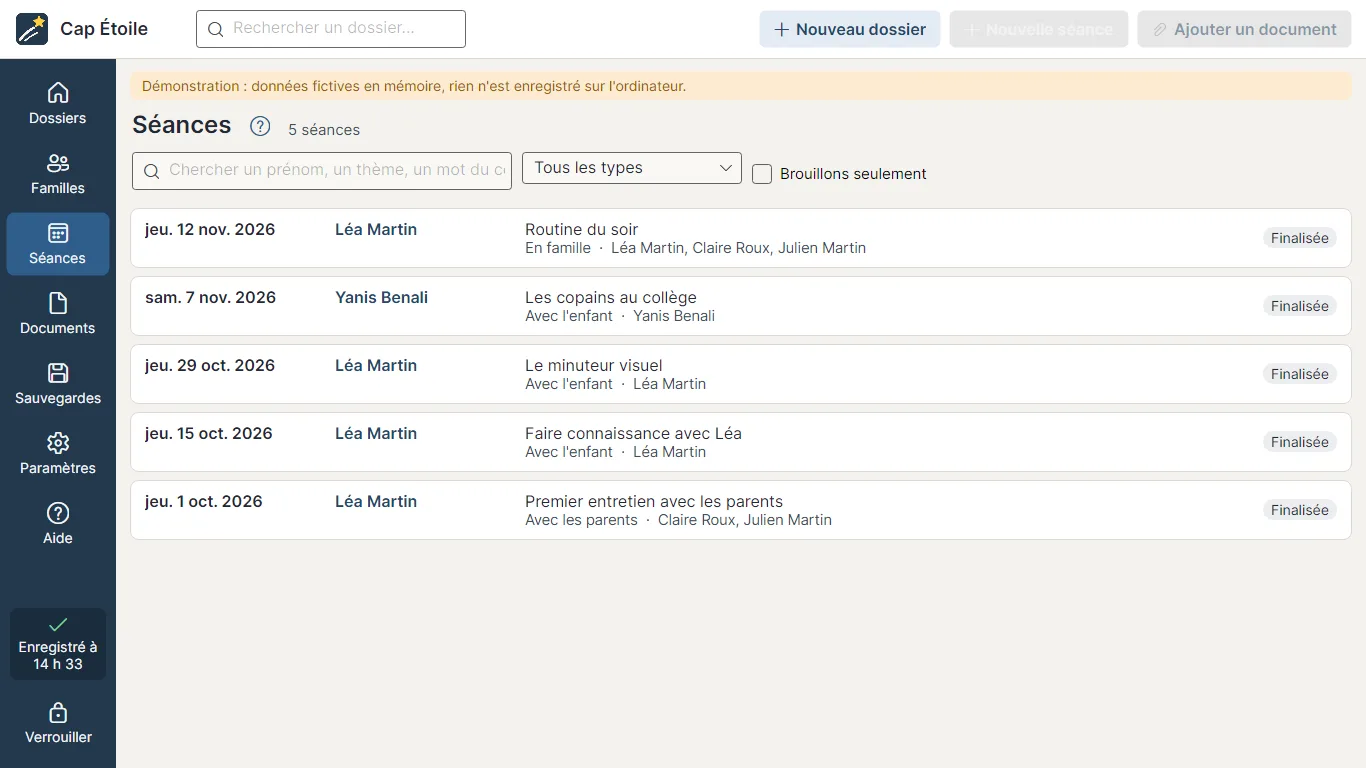 Cap Étoile
Rechercher un dossier...
Nouveau dossier
Nouvelle séance
Ajouter un document
Dossiers
Familles
Séances
Documents
Sauvegardes
Paramètres
Aide
Enregistré à
14 h 33
Verrouiller
Démonstration : données fictives en mémoire, rien n'est enregistré sur l'ordinateur.
Séances
5 séances
Chercher un prénom, un thème, un mot du c
Tous les types
Brouillons seulement
jeu. 12 nov. 2026
Léa Martin
Routine du soir
En famille · Léa Martin, Claire Roux, Julien Martin
Finalisée
sam. 7 nov. 2026
Yanis Benali
Les copains au collège
Avec l'enfant · Yanis Benali
Finalisée
jeu. 29 oct. 2026
Léa Martin
Le minuteur visuel
Avec l'enfant · Léa Martin
Finalisée
jeu. 15 oct. 2026
Léa Martin
Faire connaissance avec Léa
Avec l'enfant · Léa Martin
Finalisée
jeu. 1 oct. 2026
Léa Martin
Premier entretien avec les parents
Avec les parents · Claire Roux, Julien Martin
Finalisée